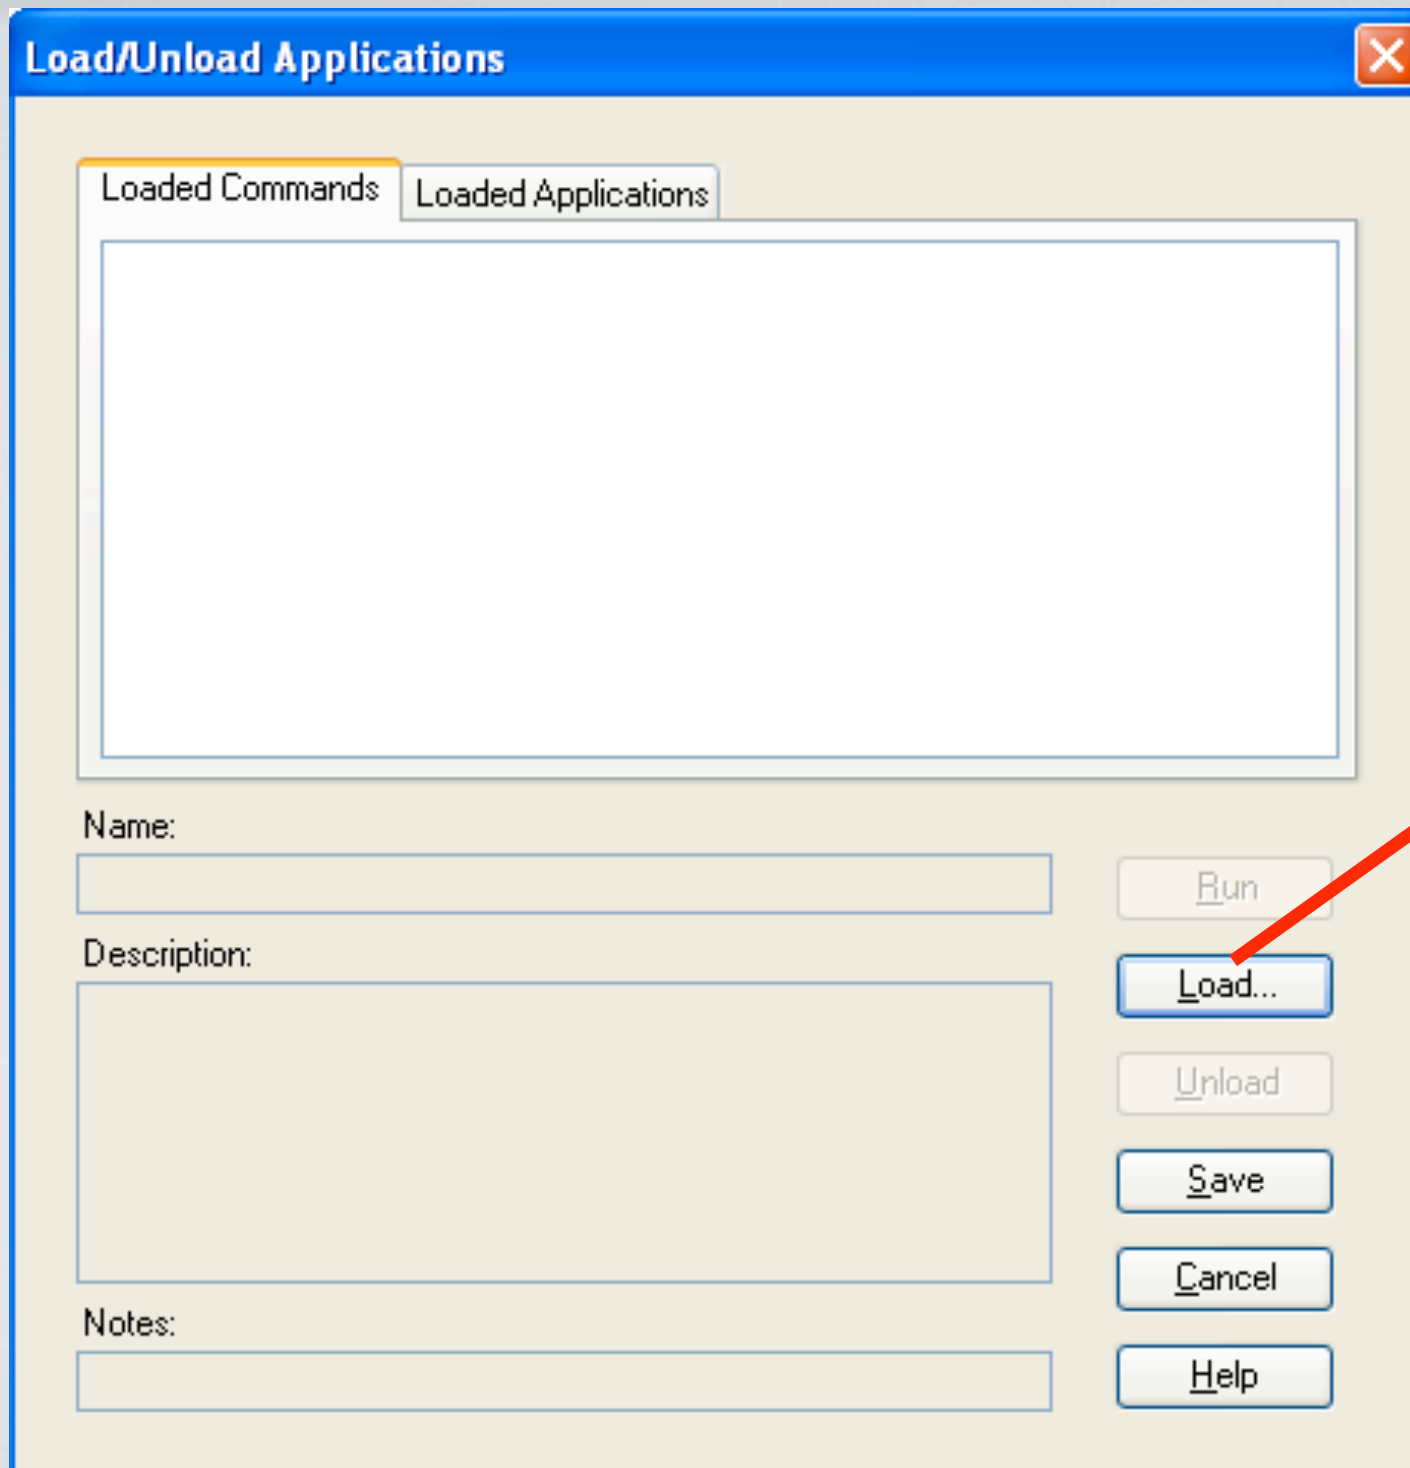 Load/Unload Applications
Loaded Commands
Loaded Applications
Name:
Run
Description:
Load...
Unload
Save
Cancel
Notes:
Help